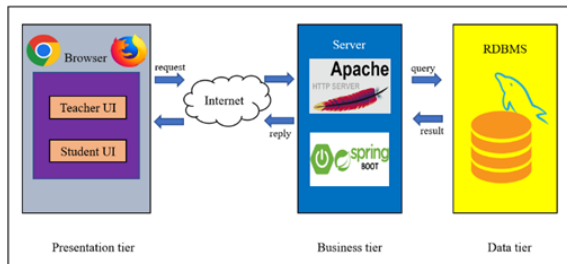 Browser
Teacher UI
Student UI
request
Internet
reply
Server
Apache
HTTP SERVER
spring
BOOT
query
result
RDBMS
Presentation tier
Business tier
Data tier